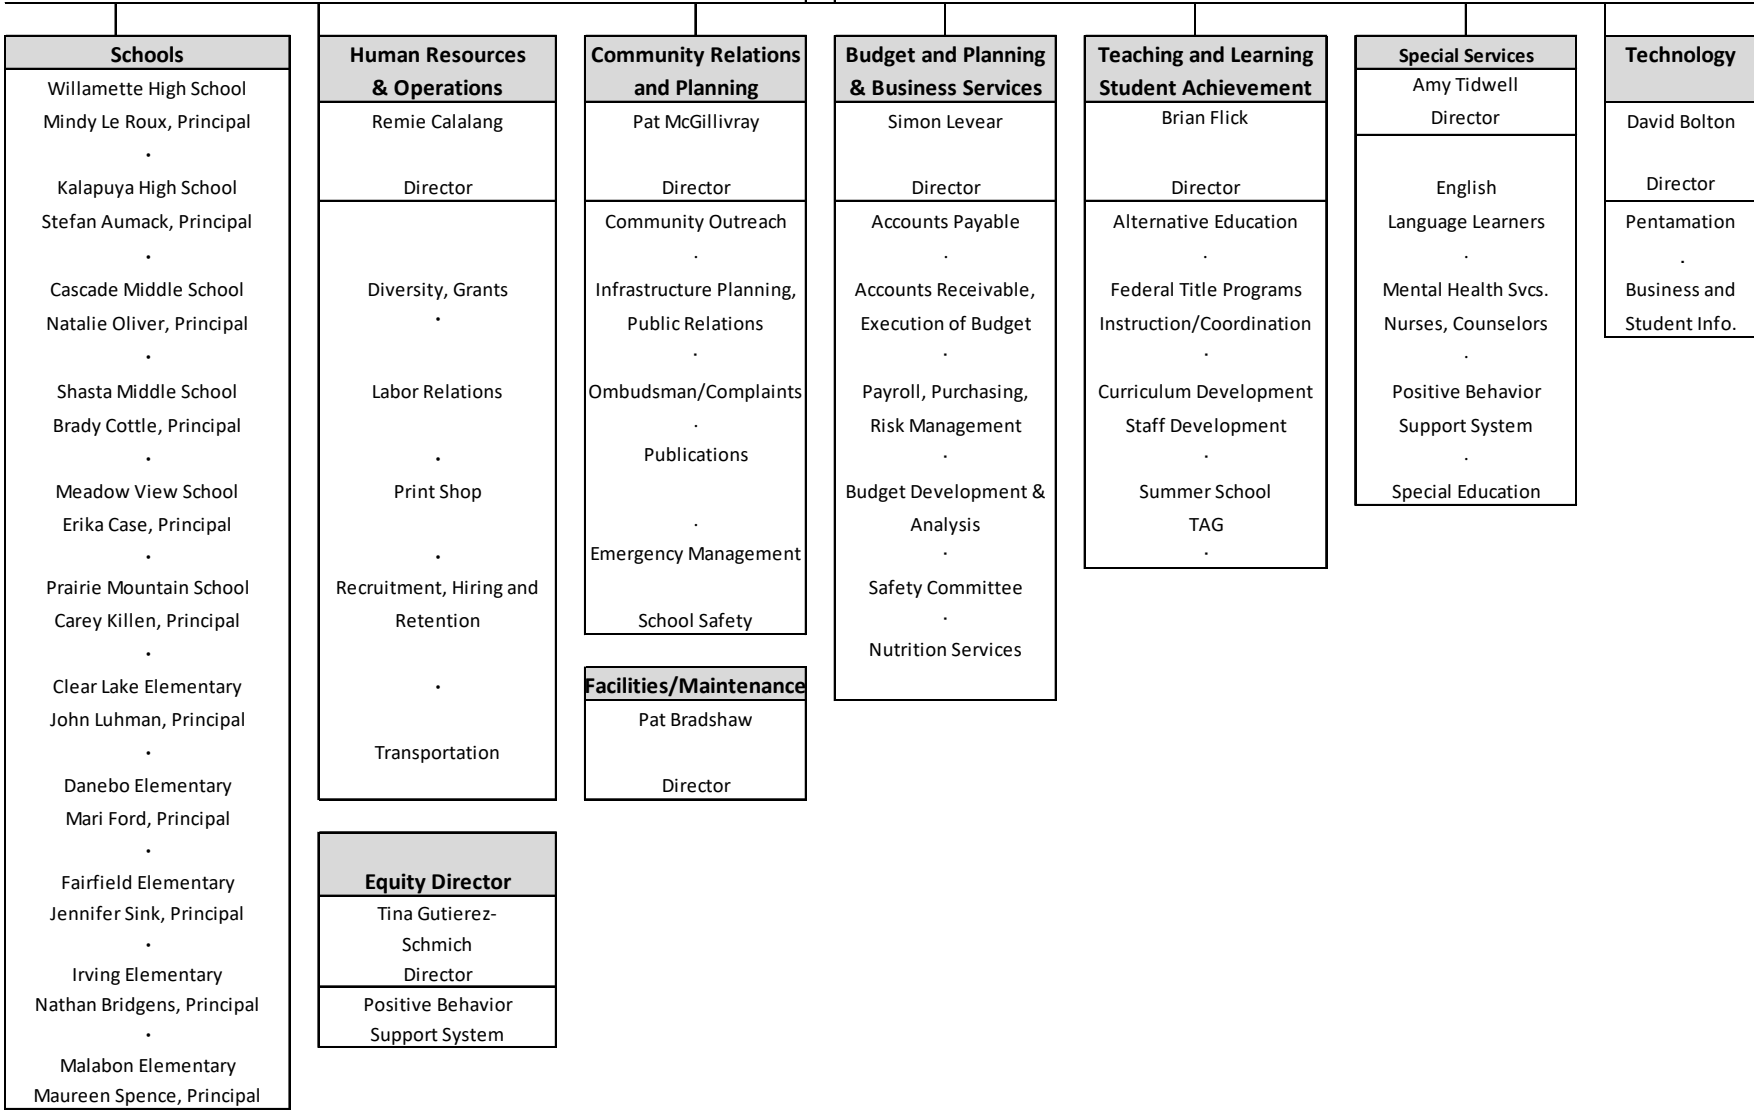 Schools
Willamette High School
Mindy Le Roux, Principal
.
Kalapuya High School
Stefan Aumack, Principal
.
Cascade Middle School
Natalie Oliver, Principal
.
Shasta Middle School
Brady Cottle, Principal
.
Meadow View School
Erika Case, Principal
.
Prairie Mountain School
Carey Killen, Principal
.
Clear Lake Elementary
John Luhman, Principal
.
Danebo Elementary
Mari Ford, Principal
.
Fairfield Elementary
Jennifer Sink, Principal
.
Irving Elementary
Nathan Bridgens, Principal
.
Malabon Elementary
Maureen Spence, Principal
Human Resources
& Operations
Remie Calalang
Director
Diversity, Grants
.
Labor Relations
.
Print Shop
.
Recruitment, Hiring and
Retention
.
Transportation
Equity Director
Tina Gutierez-
Schmich
Director
Positive Behavior
Support System
Community Relations
and Planning
Pat McGillivray
Director
Community Outreach
.
Infrastructure Planning,
Public Relations
.
Ombudsman/Complaints
.
Publications
.
Emergency Management
School Safety
Facilities/Maintenance
Pat Bradshaw
Director
Budget and Planning
& Business Services
Simon Levear
Director
Accounts Payable
.
Accounts Receivable,
Execution of Budget
.
Payroll, Purchasing,
Risk Management
.
Budget Development &
Analysis
.
Safety Committee
.
Nutrition Services
Teaching and Learning
Student Achievement
Brian Flick
Director
Alternative Education
.
Federal Title Programs
Instruction/Coordination
.
Curriculum Development
Staff Development
.
Summer School
TAG
.
Special Services
Amy Tidwell
Director
English
Language Learners
.
Mental Health Svcs.
Nurses, Counselors
.
Positive Behavior
Support System
.
Special Education
Technology
David Bolton
Director
Pentamation
.
Business and
Student Info.